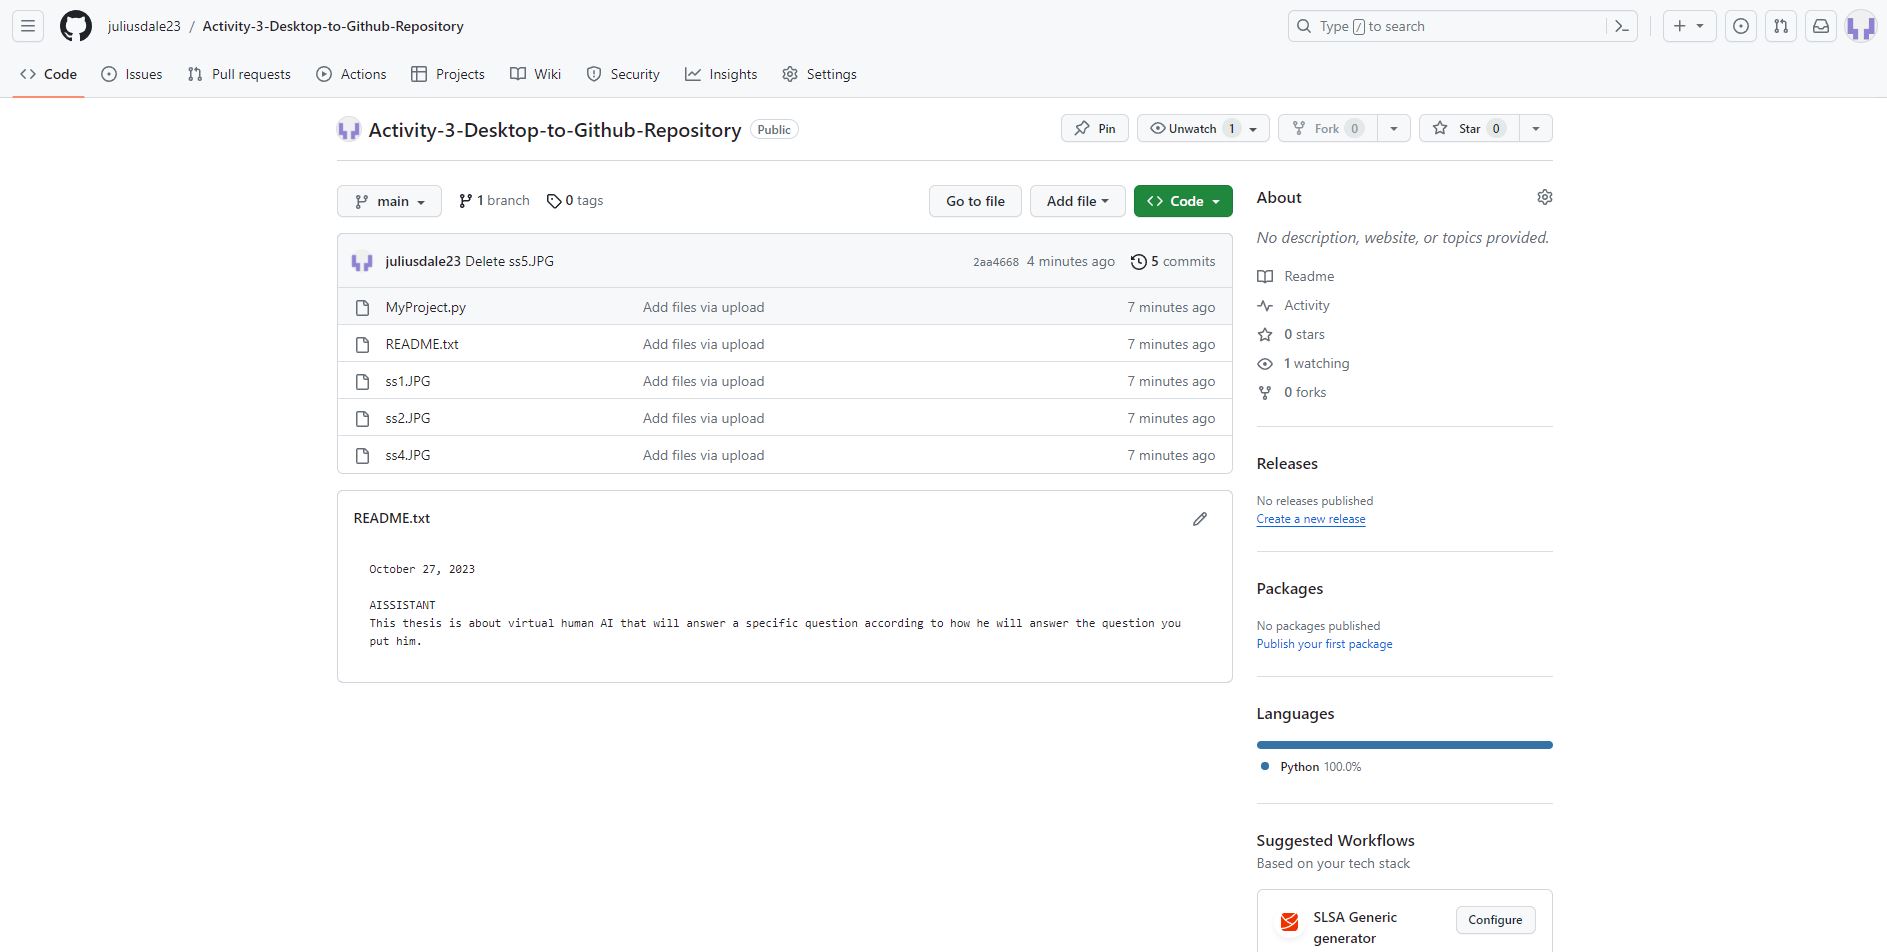 juliusdale23 / Activity-3-Desktop-to-Github-Repository
Type / to search
Code Issues Pull requests Actions Projects Wiki Security Insights Settings
Activity-3-Desktop-to-Github-Repository Public
Pin Unwatch 1 Fork 0 Star 0
main 1 branch 0 tags Go to file Add file Code
juliusdale23 Delete ss5.JPG 2aa4668 4 minutes ago 5 commits
MyProject.py Add files via upload 7 minutes ago
README.txt Add files via upload 7 minutes ago
ss1.JPG Add files via upload 7 minutes ago
ss2.JPG Add files via upload 7 minutes ago
ss4.JPG Add files via upload 7 minutes ago
README.txt
October 27, 2023
AISSISTANT
This thesis is about virtual human AI that will answer a specific question according to how he will answer the question you
put him.
About
No description, website, or topics provided.
Readme
Activity
0 stars
1 watching
0 forks
Releases
No releases published
Create a new release
Packages
No packages published
Publish your first package
Languages
Python 100.0%
Suggested Workflows
Based on your tech stack
SLSA Generic
generator
Configure